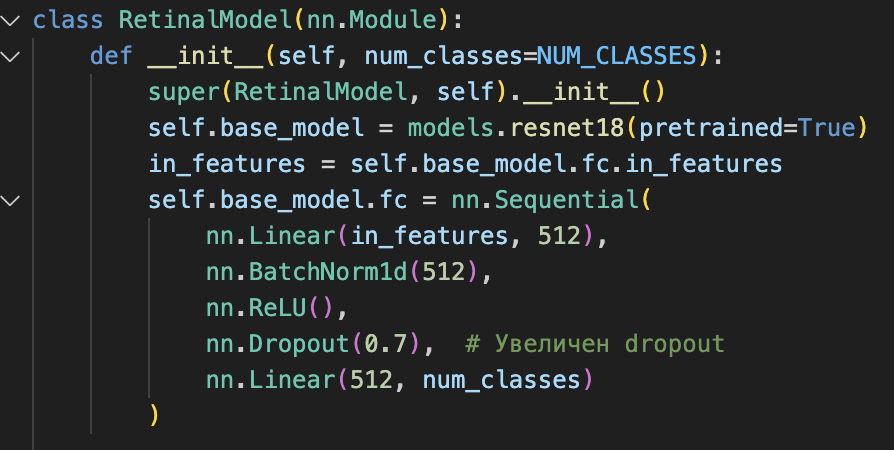 class RetinalModel(nn.Module):
    def __init__(self, num_classes=NUM_CLASSES):
        super(RetinalModel, self).__init__()
        self.base_model = models.resnet18(pretrained=True)
        in_features = self.base_model.fc.in_features
        self.base_model.fc = nn.Sequential(
            nn.Linear(in_features, 512),
            nn.BatchNorm1d(512),
            nn.ReLU(),
            nn.Dropout(0.7),  # Увеличен dropout
            nn.Linear(512, num_classes)
        )